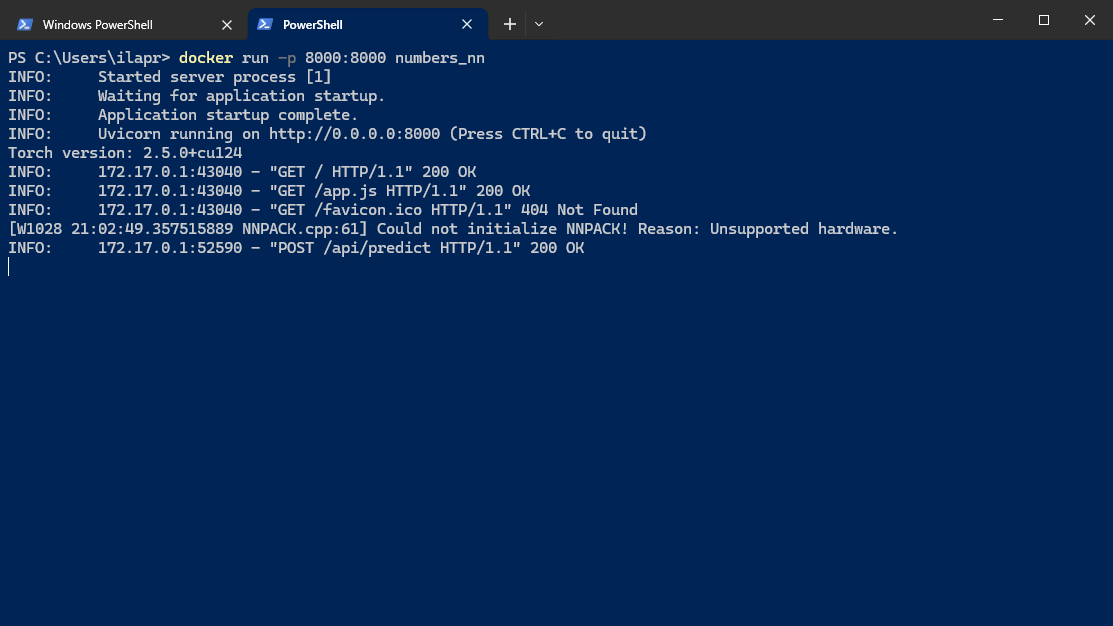 Windows PowerShell
PowerShell
PS C:\Users\ilapr> docker run -p 8000:8000 numbers_nn
INFO:     Started server process [1]
INFO:     Waiting for application startup.
INFO:     Application startup complete.
INFO:     Uvicorn running on http://0.0.0.0:8000 (Press CTRL+C to quit)
Torch version: 2.5.0+cu124
INFO:     172.17.0.1:43040 - "GET / HTTP/1.1" 200 OK
INFO:     172.17.0.1:43040 - "GET /app.js HTTP/1.1" 200 OK
INFO:     172.17.0.1:43040 - "GET /favicon.ico HTTP/1.1" 404 Not Found
[W1028 21:02:49.357515889 NNPACK.cpp:61] Could not initialize NNPACK! Reason: Unsupported hardware.
INFO:     172.17.0.1:52590 - "POST /api/predict HTTP/1.1" 200 OK